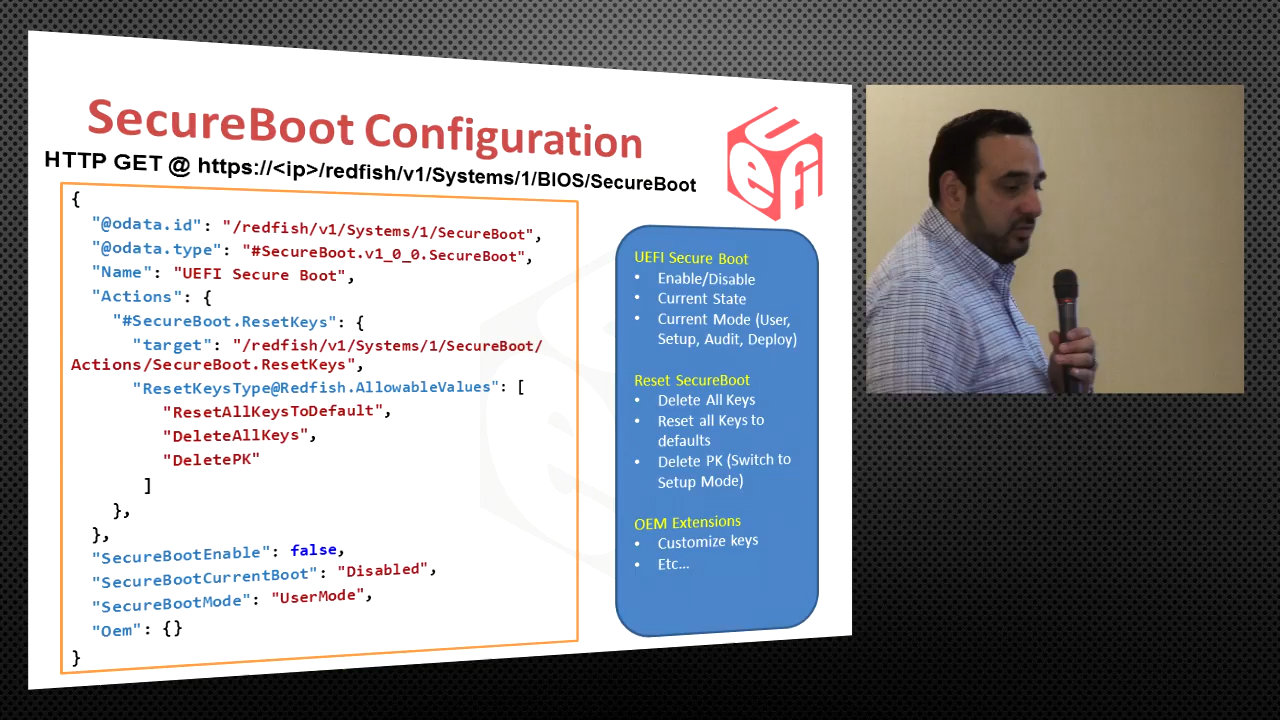 SecureBoot Configuration
HTTP GET @ https://<ip>/redfish/v1/Systems/1/BIOS/SecureBoot
{
"@odata.id": "/redfish/v1/Systems/1/SecureBoot",
"@odata.type": "#SecureBoot.v1_0_0.SecureBoot",
"Name": "UEFI Secure Boot",
"Actions": {
"#SecureBoot.ResetKeys": {
"target": "/redfish/v1/Systems/1/SecureBoot/
Actions/SecureBoot.ResetKeys",
"ResetKeysType@Redfish.AllowableValues": [
"ResetAllKeysToDefault",
"DeleteAllKeys",
"DeletePK"
]
},
},
"SecureBootEnable": false,
"SecureBootCurrentBoot": "Disabled",
"SecureBootMode": "UserMode",
"Oem": {}
}
UEFI
UEFI Secure Boot
• Enable/Disable
• Current State
• Current Mode (User,
Setup, Audit, Deploy)
Reset SecureBoot
• Delete All Keys
• Reset all Keys to
defaults
• Delete PK (Switch to
Setup Mode)
OEM Extensions
• Customize keys
• Etc...